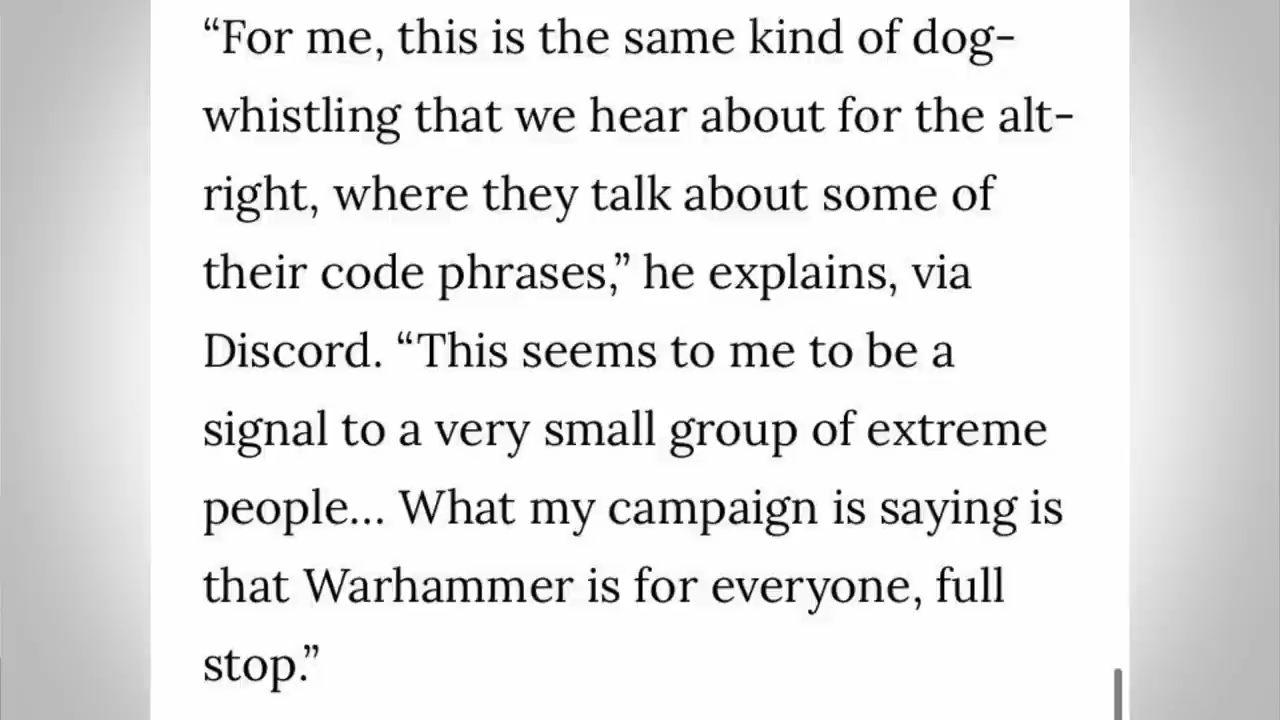 “For me, this is the same kind of dog-
whistling that we hear about for the alt-
right, where they talk about some of
their code phrases,” he explains, via
Discord. “This seems to me to be a
signal to a very small group of extreme
people… What my campaign is saying is
that Warhammer is for everyone, full
stop.”